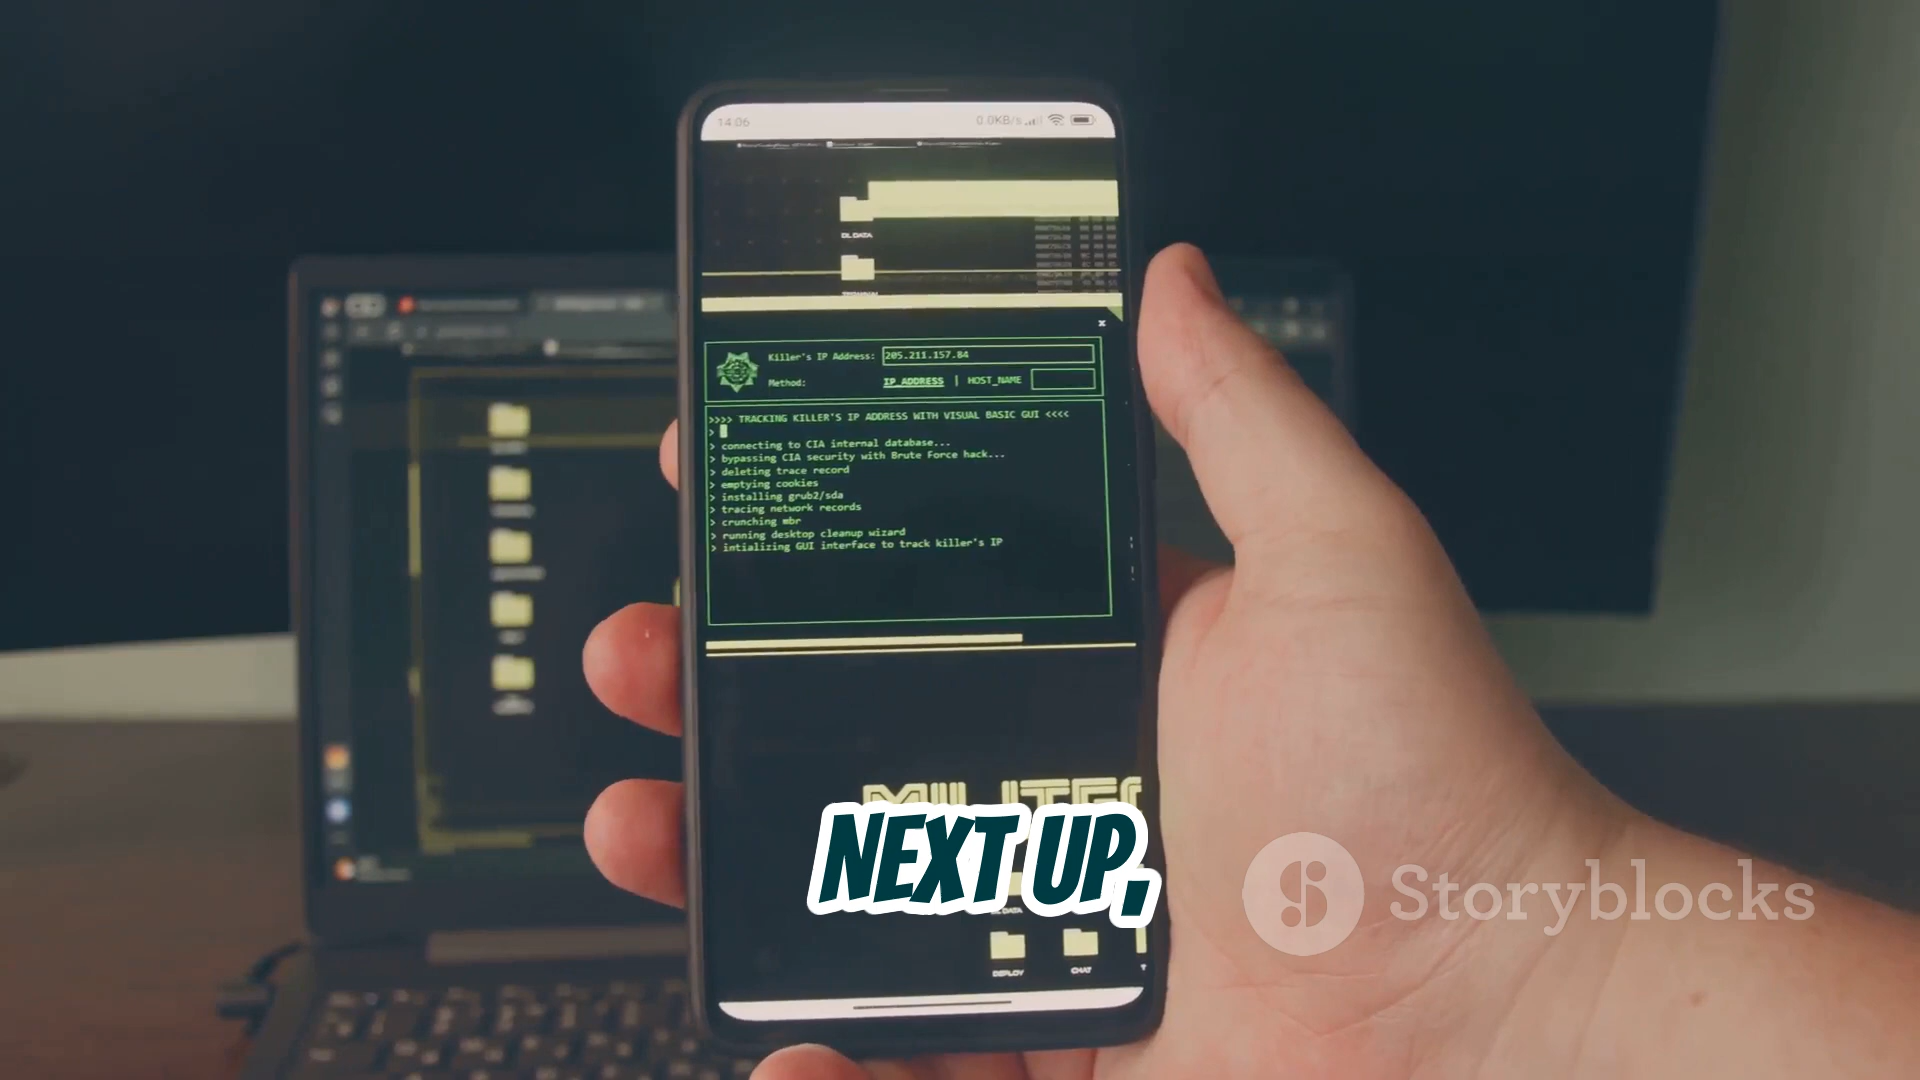 14:06
0.0KB/s
DL DATA
Killer's IP Address: 205.211.157.84
Method: IP_ADDRESS | HOST_NAME
>>>> TRACKING KILLER'S IP ADDRESS WITH VISUAL BASIC GUI <<<<
>
> connecting to CIA internal database...
> bypassing CIA security with Brute Force hack...
> deleting trace record
> emptying cookies
> installing grub2/sda
> tracing network records
> crunching mbr
> running desktop cleanup wizard
> intializing GUI interface to track killer's IP
NEXT UP,
DL DATA
Storyblocks
DEPLOY
CHAT